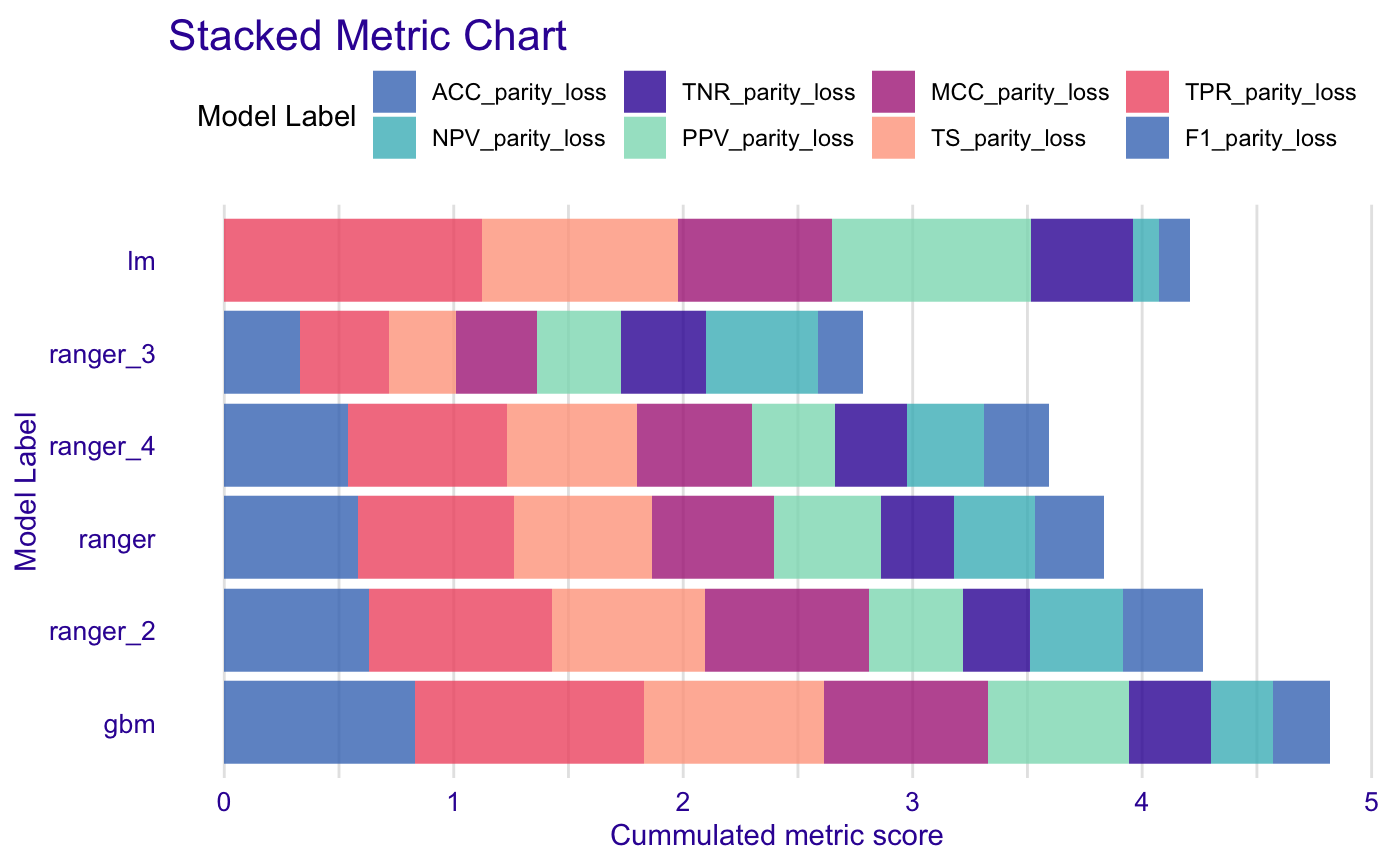 Stacked Metric Chart
Model Label
ACC_parity_loss TNR_parity_loss MCC_parity_loss TPR_parity_loss
NPV_parity_loss PPV_parity_loss TS_parity_loss F1_parity_loss
Model Label
lm
ranger_3
ranger_4
ranger
ranger_2
gbm
0 1 2 3 4 5
Cummulated metric score